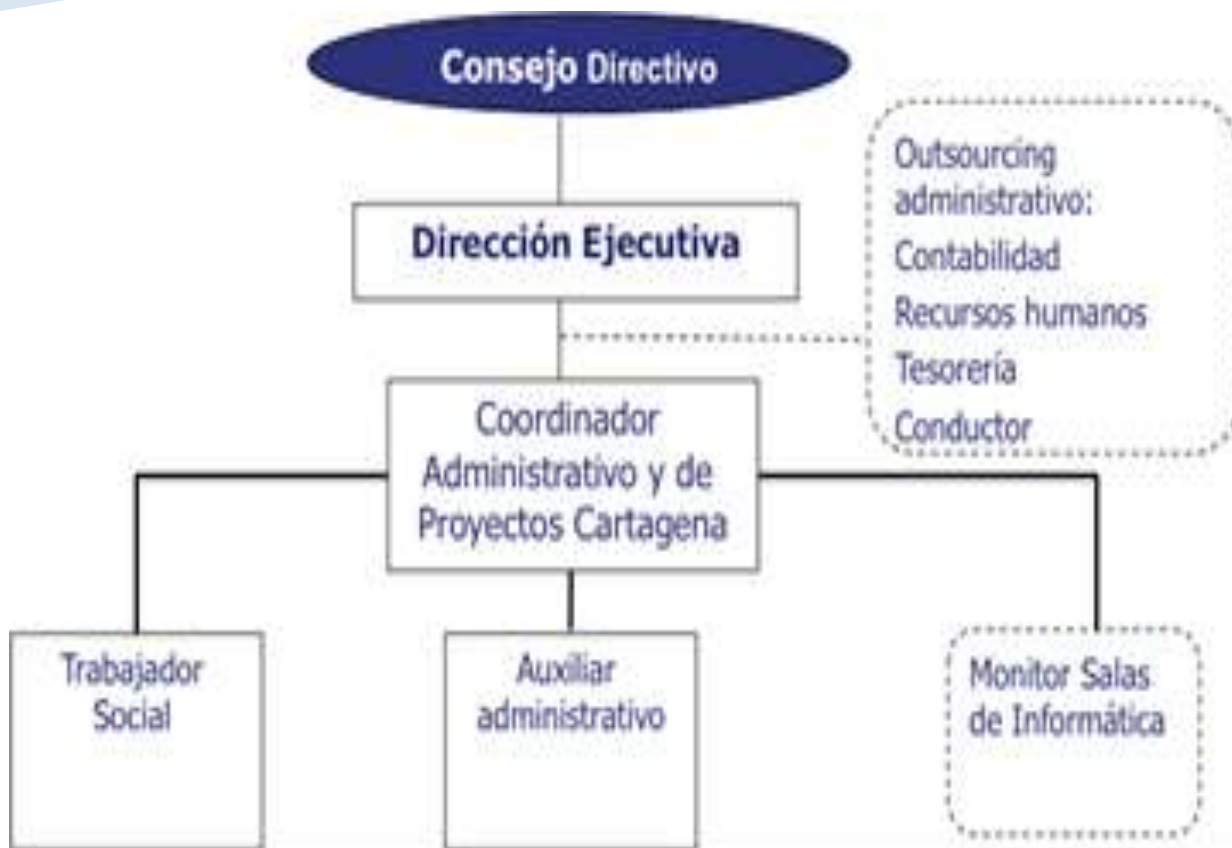 Consejo Directivo
Dirección Ejecutiva
Outsourcing
administrativo:
Contabilidad
Recursos humanos
Tesorería
Conductor
Coordinador
Administrativo y de
Proyectos Cartagena
Trabajador
Social
Auxiliar
administrativo
Monitor Salas
de Informática